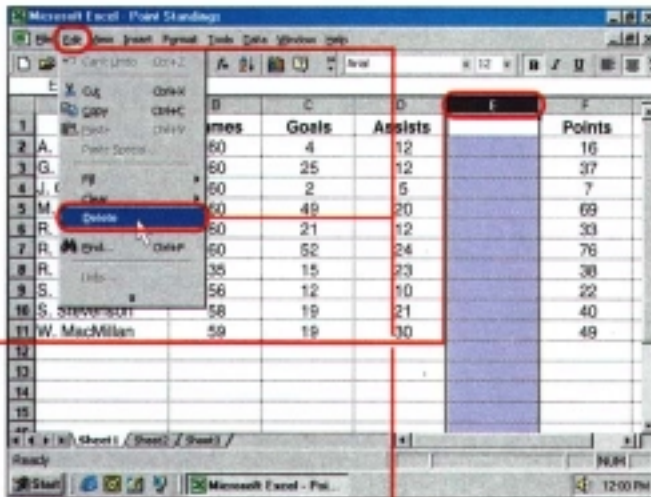 Microsoft Excel - Point Standings
Edit View Insert Format Tools Data Window Help
Can't Undo Ctrl+Z
Arial 12 B I U
Cut Ctrl+X
Copy Ctrl+C
Paste Ctrl+V
Paste Special...
Fill
Clear
Delete
Find... Ctrl+F
Links...
B C D E F
1 mes Goals Assists Points
2 A. 60 4 12 16
3 G. 60 25 12 37
4 J. 60 2 5 7
5 M. 60 49 20 69
6 R. 60 21 12 33
7 R. 60 52 24 76
8 R. 35 15 23 38
9 S. 56 12 10 22
10 S. Stevenson 58 19 21 40
11 W. MacMillan 59 19 30 49
12
13
14
15
Sheet1 / Sheet2 / Sheet3 /
Ready NUM
Start Microsoft Excel - Poi... 12:00 PM